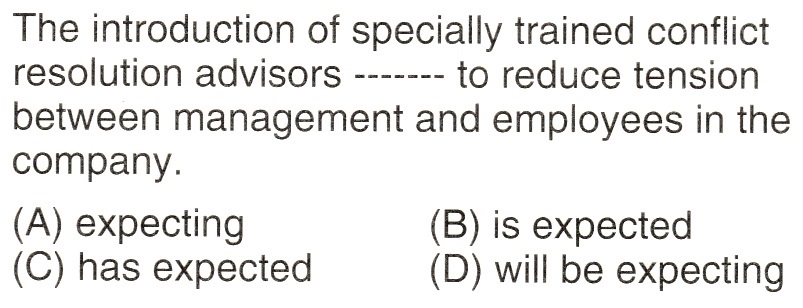 The introduction of specially trained conflict
resolution advisors ------- to reduce tension
between management and employees in the
company.
(A) expecting (B) is expected
(C) has expected (D) will be expecting